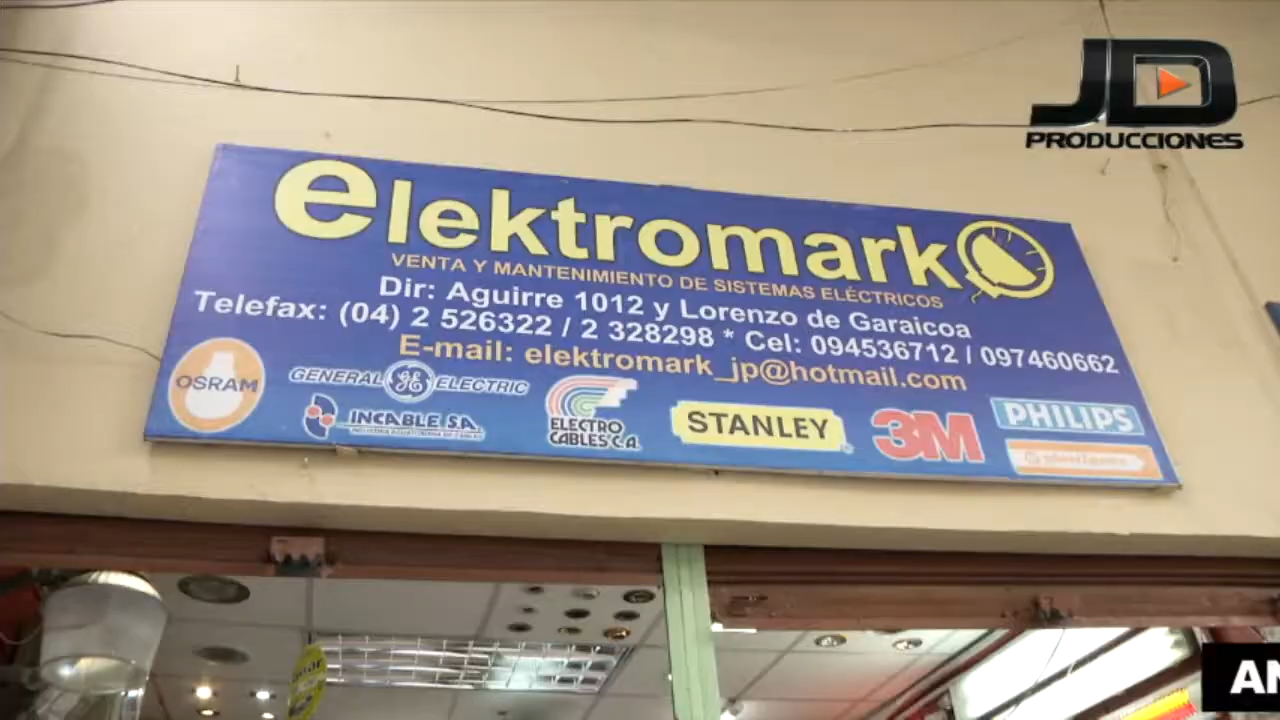 JD
PRODUCCIONES
elektromark
VENTA Y MANTENIMIENTO DE SISTEMAS ELÉCTRICOS
Dir: Aguirre 1012 y Lorenzo de Garaicoa
Telefax: (04) 2 526322 / 2 328298 * Cel: 094536712 / 097460662
E-mail: elektromark_jp@hotmail.com
OSRAM
GENERAL GE ELECTRIC
INCABLE S.A.
ELECTRO
CABLES C.A.
STANLEY
3M
PHILIPS
AN